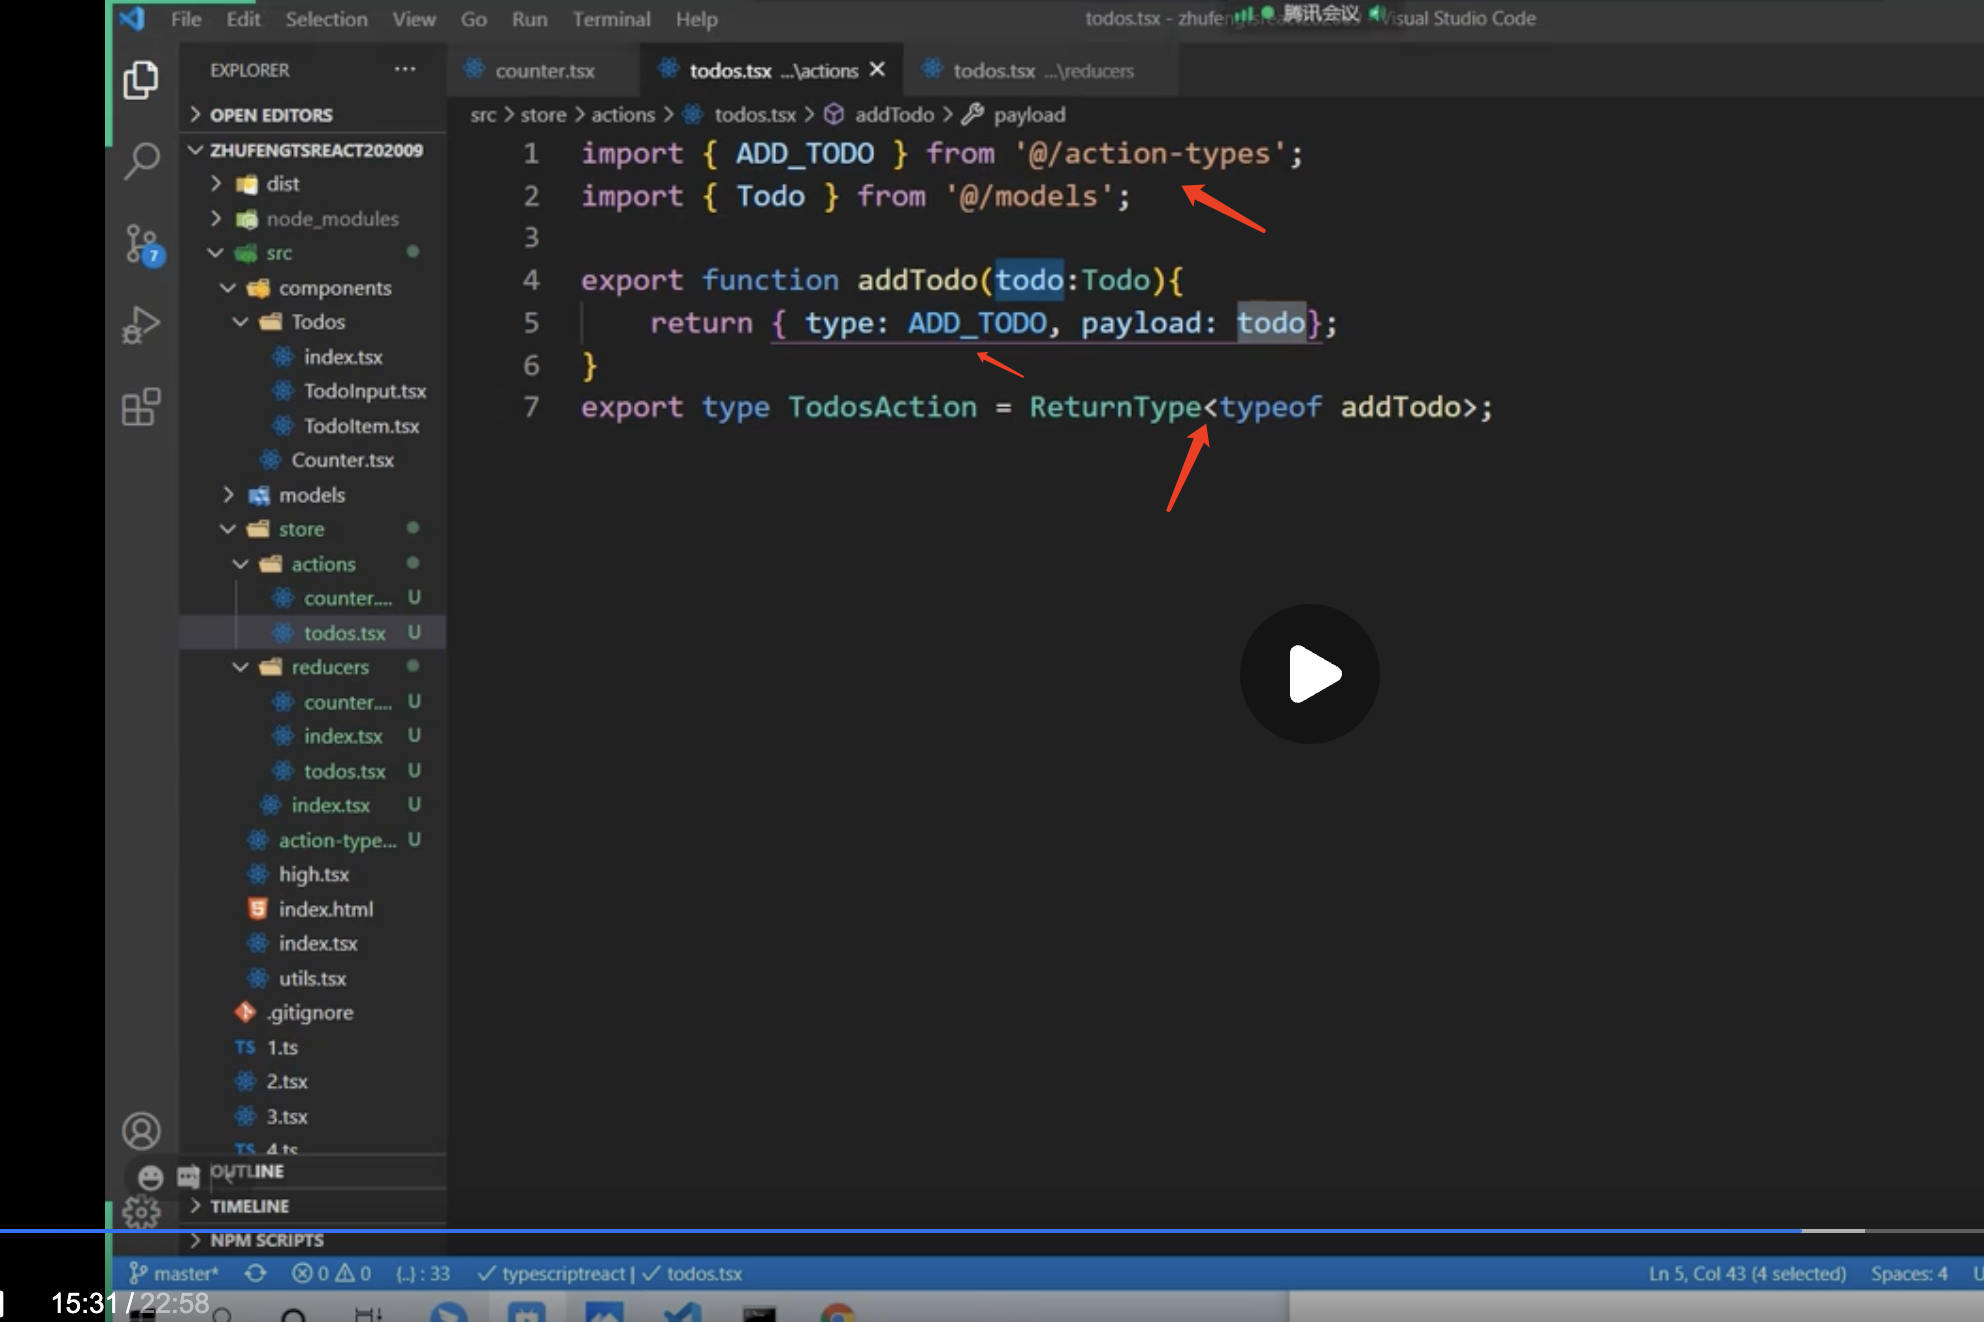 File Edit Selection View Go Run Terminal Help
todos.tsx - zhufengtsreact202009
腾讯会议
Visual Studio Code
EXPLORER ...
counter.tsx
todos.tsx ...\actions
todos.tsx ...\reducers
OPEN EDITORS
src > store > actions > todos.tsx > addTodo > payload
ZHUFENGTSREACT202009
dist
node_modules
src
components
Todos
index.tsx
TodoInput.tsx
TodoItem.tsx
Counter.tsx
models
store
actions
counter.... U
todos.tsx U
reducers
counter.... U
index.tsx U
todos.tsx U
index.tsx U
action-type... U
high.tsx
index.html
index.tsx
utils.tsx
.gitignore
TS 1.ts
2.tsx
3.tsx
TS 4.ts
OUTLINE
TIMELINE
NPM SCRIPTS
7
1 import { ADD_TODO } from '@/action-types';
2 import { Todo } from '@/models';
3
4 export function addTodo(todo:Todo){
5 return { type: ADD_TODO, payload: todo};
6 }
7 export type TodosAction = ReturnType<typeof addTodo>;
master* 0 0 {..} : 33 typescriptreact | todos.tsx
Ln 5, Col 43 (4 selected) Spaces: 4
15:31 / 22:58